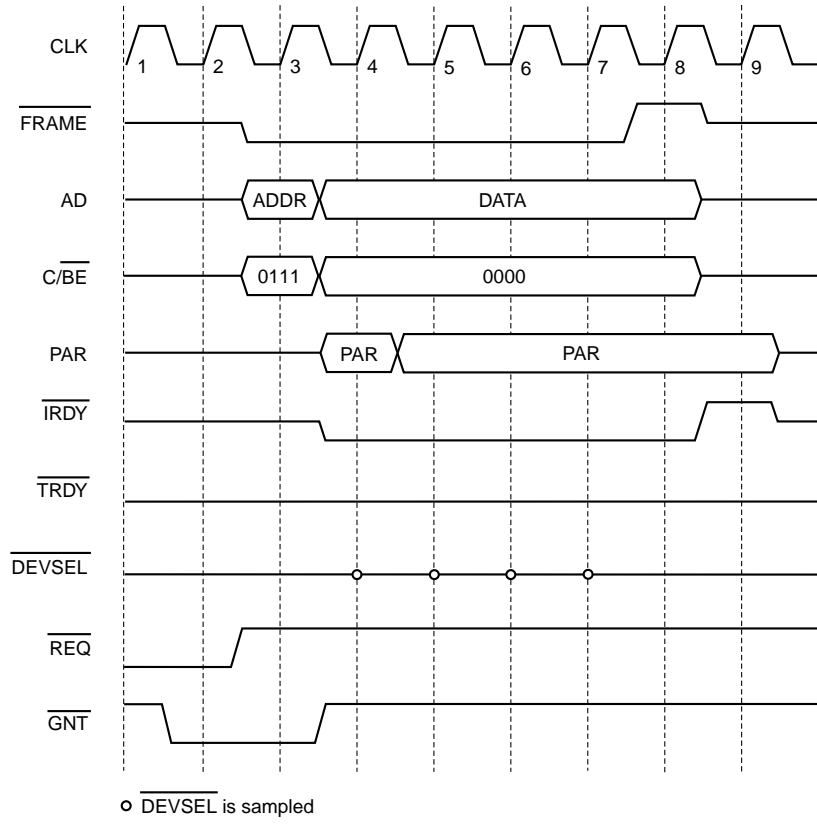 CLK
1 2 3 4 5 6 7 8 9
FRAME
AD ADDR DATA
C/BE 0111 0000
PAR PAR PAR
IRDY
TRDY
DEVSEL
REQ
GNT
DEVSEL is sampled